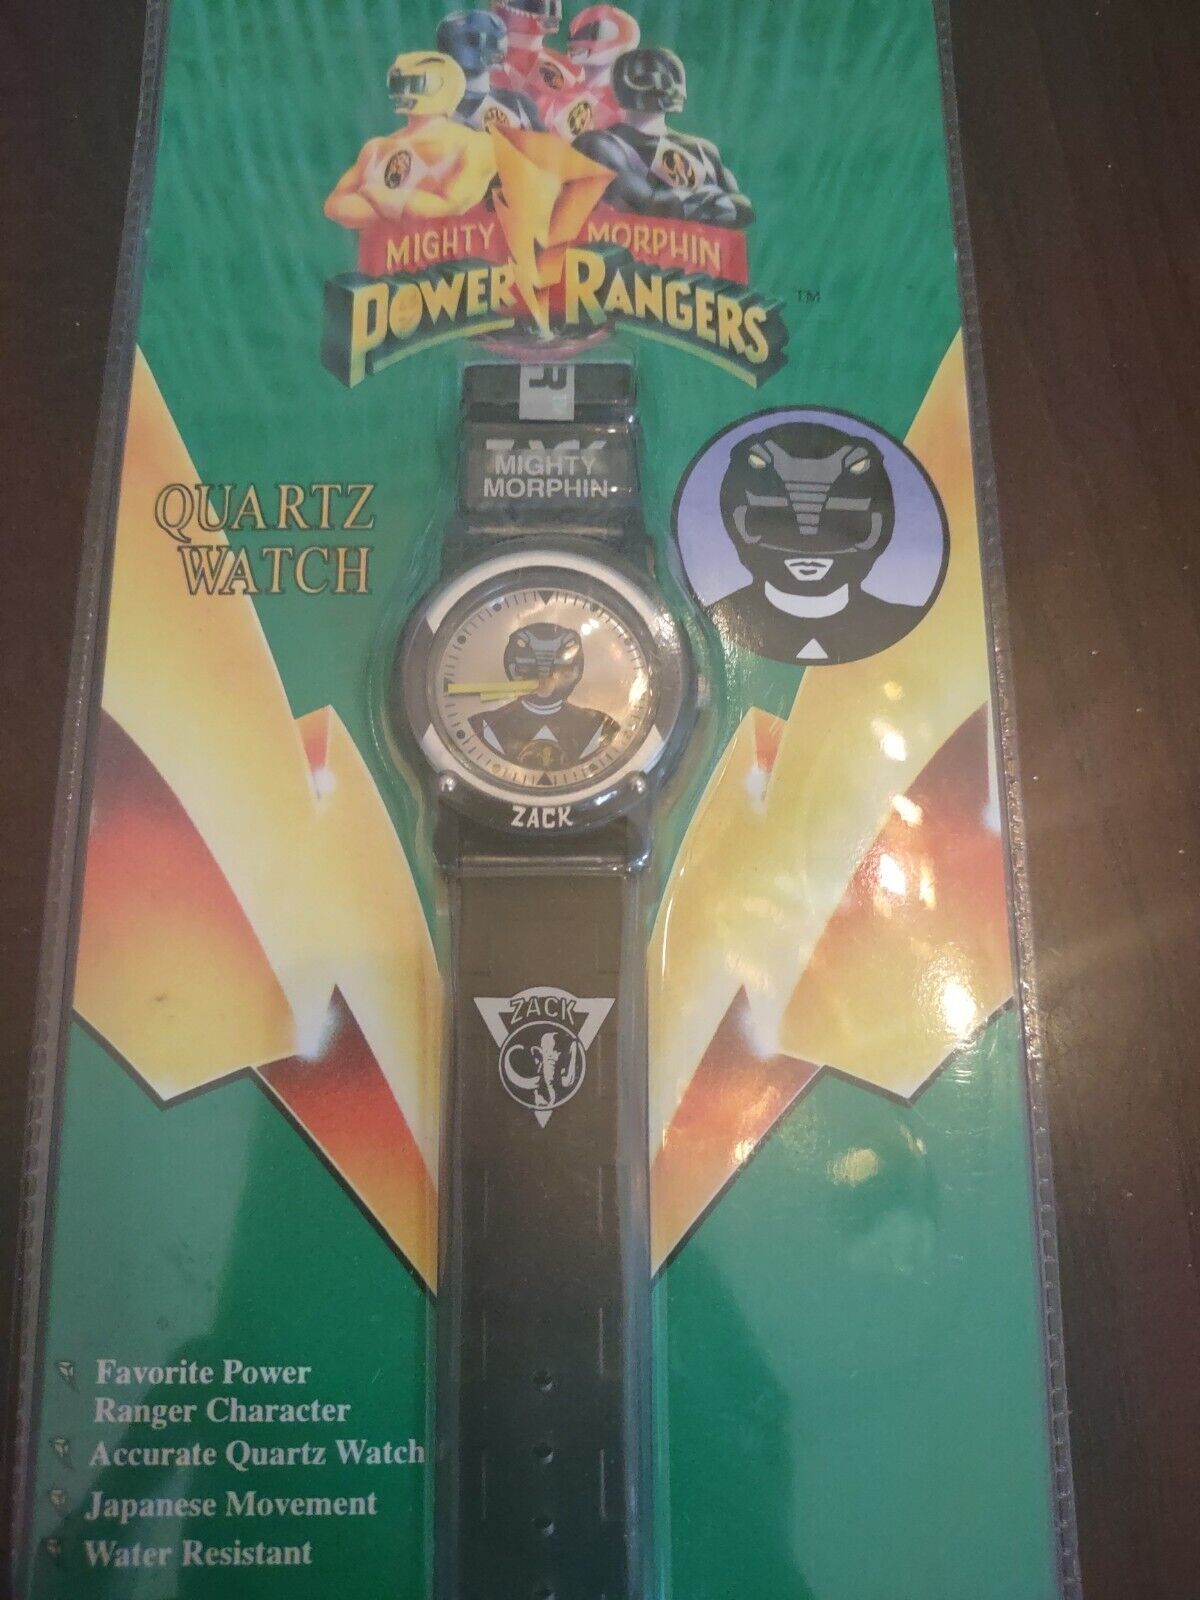 MIGHTY MORPHIN
POWER RANGERS
TM
ZACK
MIGHTY
MORPHIN
QUARTZ
WATCH
ZACK
ZACK
Favorite Power
Ranger Character
Accurate Quartz Watch
Japanese Movement
Water Resistant